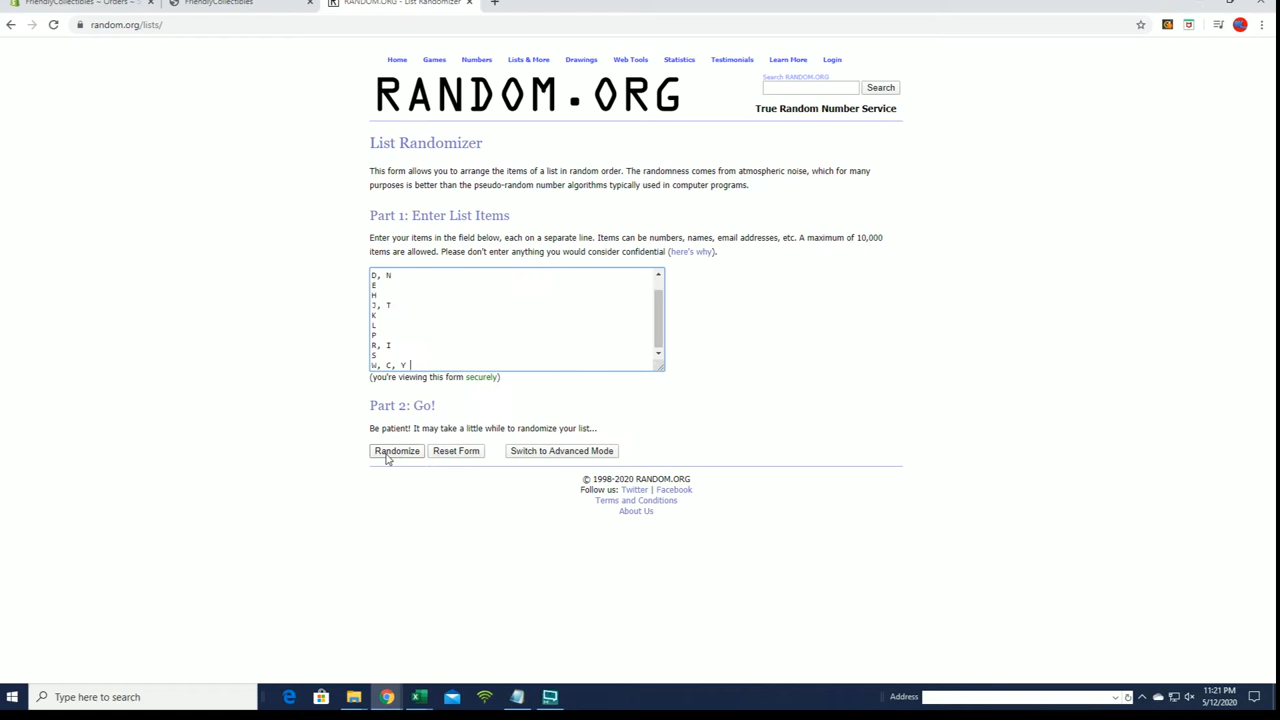 FriendlyCollectibles – Orders –
FriendlyCollectibles
RANDOM.ORG - List Randomizer
random.org/lists/
Home Games Numbers Lists & More Drawings Web Tools Statistics Testimonials Learn More Login
RANDOM.ORG
Search RANDOM.ORG
Search
True Random Number Service
List Randomizer
This form allows you to arrange the items of a list in random order. The randomness comes from atmospheric noise, which for many
purposes is better than the pseudo-random number algorithms typically used in computer programs.
Part 1: Enter List Items
Enter your items in the field below, each on a separate line. Items can be numbers, names, email addresses, etc. A maximum of 10,000
items are allowed. Please don't enter anything you would consider confidential (here's why).
D, N
E
H
J, T
K
L
P
R, I
S
W, C, Y
(you're viewing this form securely)
Part 2: Go!
Be patient! It may take a little while to randomize your list...
Randomize Reset Form Switch to Advanced Mode
© 1998-2020 RANDOM.ORG
Follow us: Twitter | Facebook
Terms and Conditions
About Us
Type here to search
Address
11:21 PM
5/12/2020